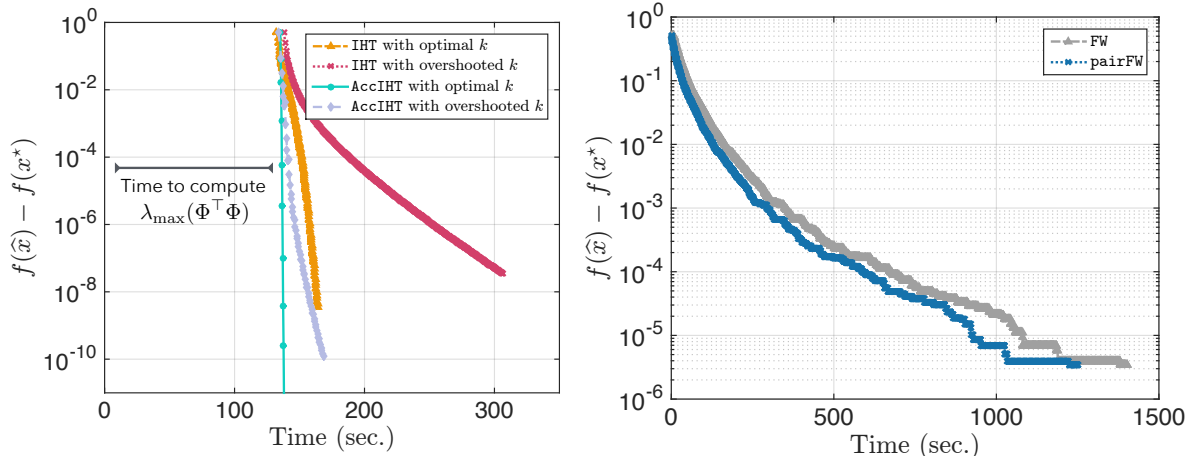 10^0
10^-2
10^-4
10^-6
10^-8
10^-10
f(x̂) − f(x⋆)
IHT with optimal k
IHT with overshooted k
AccIHT with optimal k
AccIHT with overshooted k
Time to compute
λ_max(Φ^⊤Φ)
0 100 200 300
Time (sec.)
10^0
10^-1
10^-2
10^-3
10^-4
10^-5
10^-6
f(x̂) − f(x⋆)
FW
pairFW
0 500 1000 1500
Time (sec.)